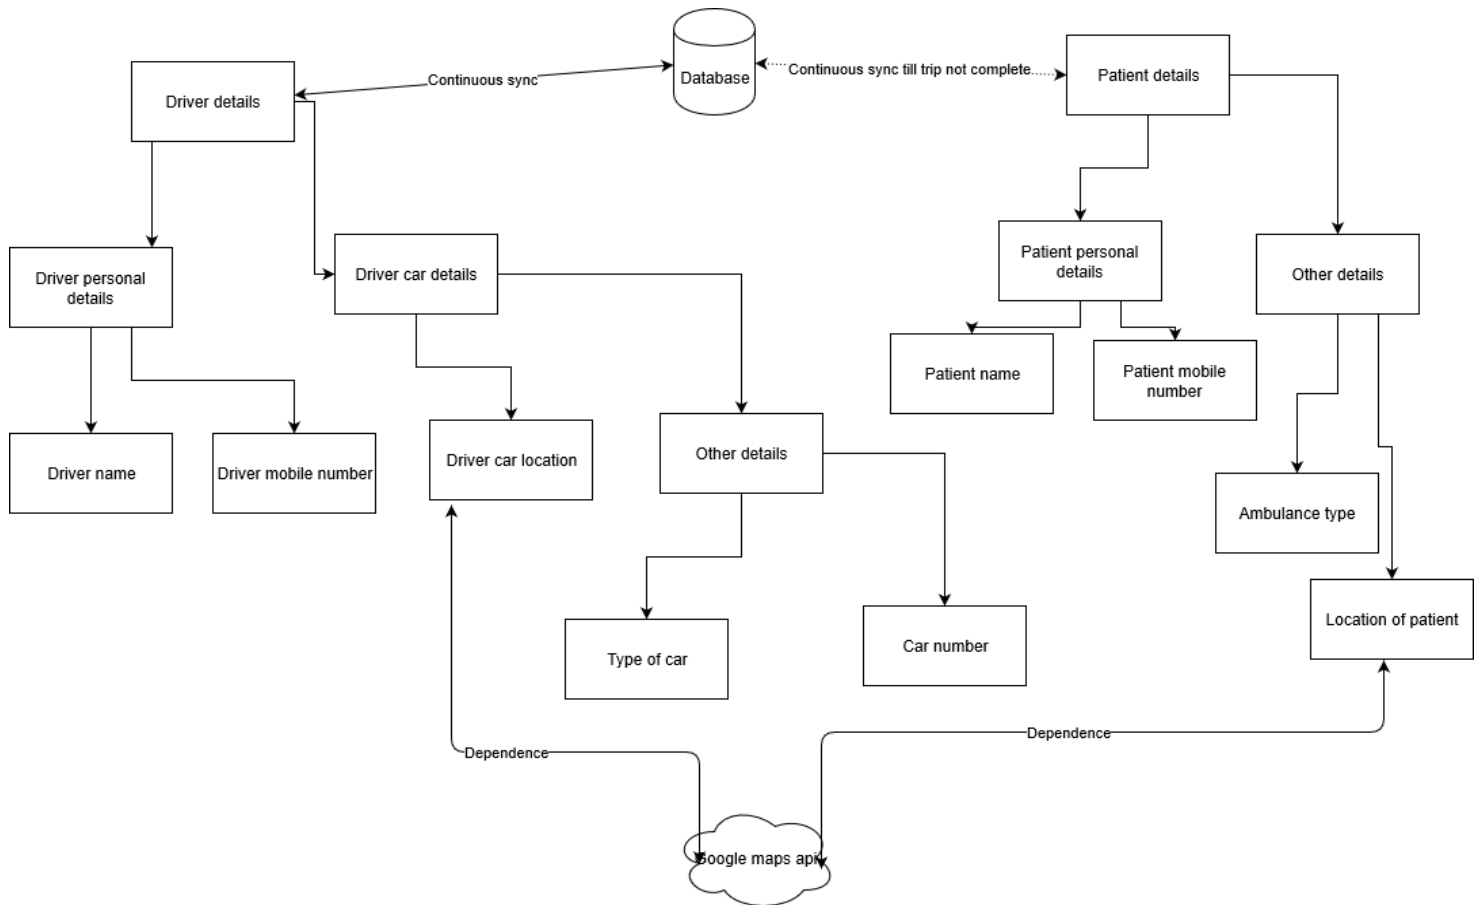 Database
Continuous sync
Continuous sync till trip not complete
Driver details
Patient details
Driver personal
details
Driver car details
Patient personal
details
Other details
Patient name
Patient mobile
number
Driver name
Driver mobile number
Driver car location
Other details
Ambulance type
Type of car
Car number
Location of patient
Dependence
Dependence
Google maps api